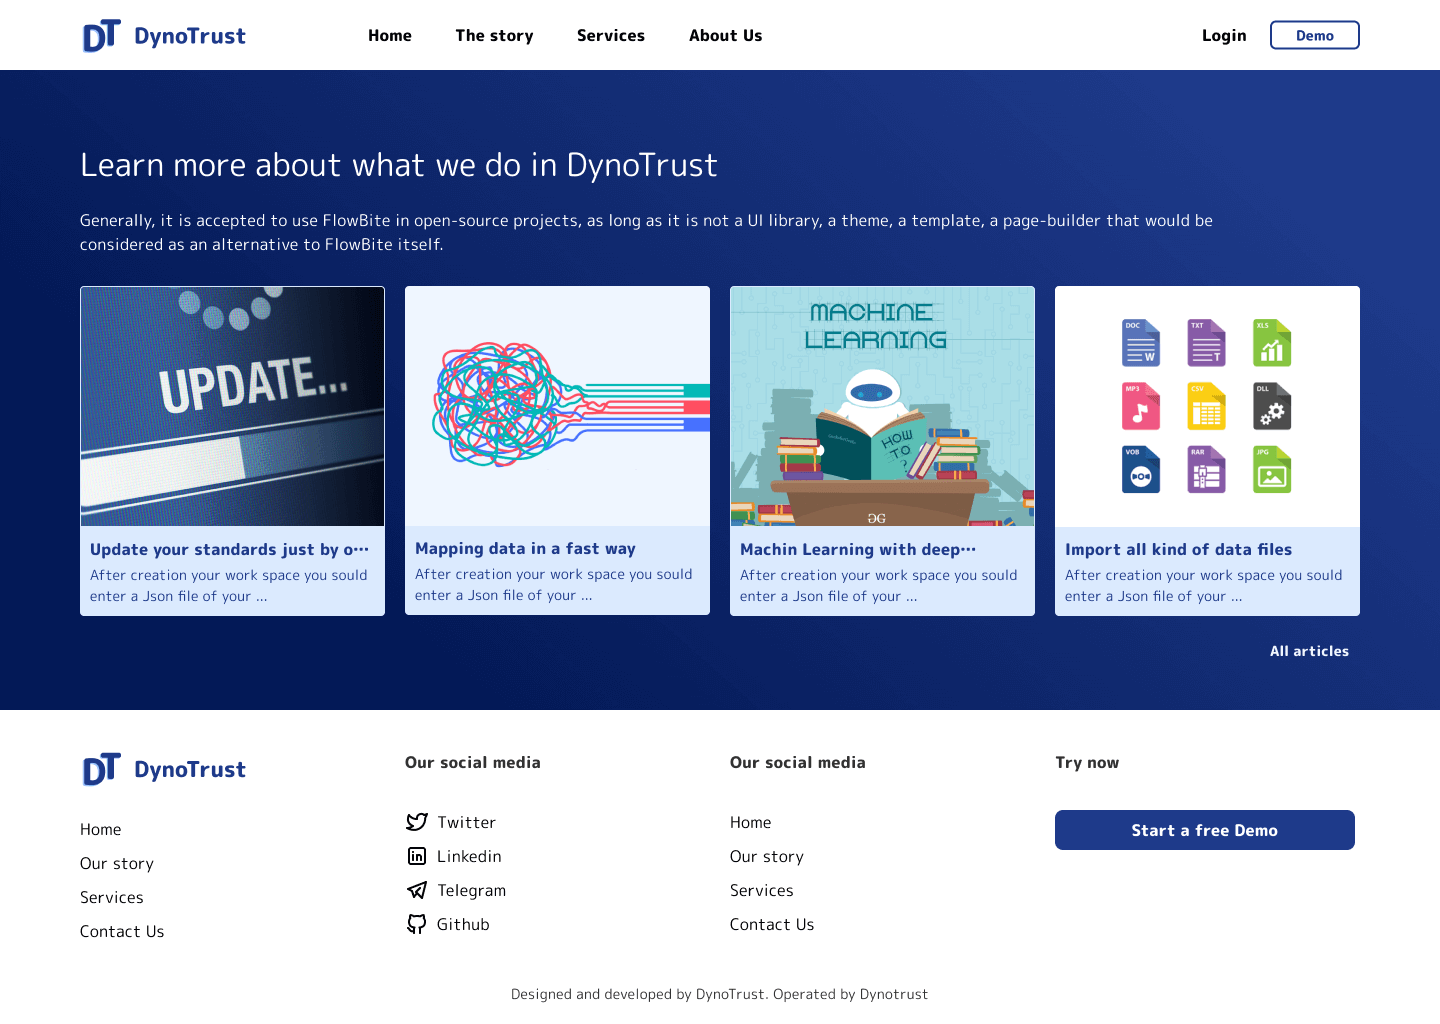 DT DynoTrust
Home The story Services About Us
Login Demo
Learn more about what we do in DynoTrust
Generally, it is accepted to use FlowBite in open-source projects, as long as it is not a UI library, a theme, a template, a page-builder that would be
considered as an alternative to FlowBite itself.
UPDATE...
Update your standards just by o···
After creation your work space you sould
enter a Json file of your ...
Mapping data in a fast way
After creation your work space you sould
enter a Json file of your ...
MACHINE
LEARNING
HOW
TO
?
GG
Machin Learning with deep···
After creation your work space you sould
enter a Json file of your ...
DOC TXT XLS
W T
MP3 CSV DLL
VOB RAR JPG
Import all kind of data files
After creation your work space you sould
enter a Json file of your ...
All articles
DT DynoTrust
Home
Our story
Services
Contact Us
Our social media
Twitter
Linkedin
Telegram
Github
Our social media
Home
Our story
Services
Contact Us
Try now
Start a free Demo
Designed and developed by DynoTrust. Operated by Dynotrust